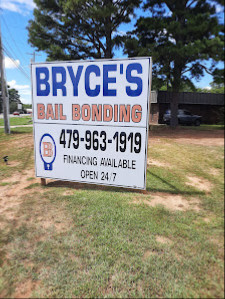 BRYCE'S
BAIL BONDING
479-963-1919
FINANCING AVAILABLE
OPEN 24/7